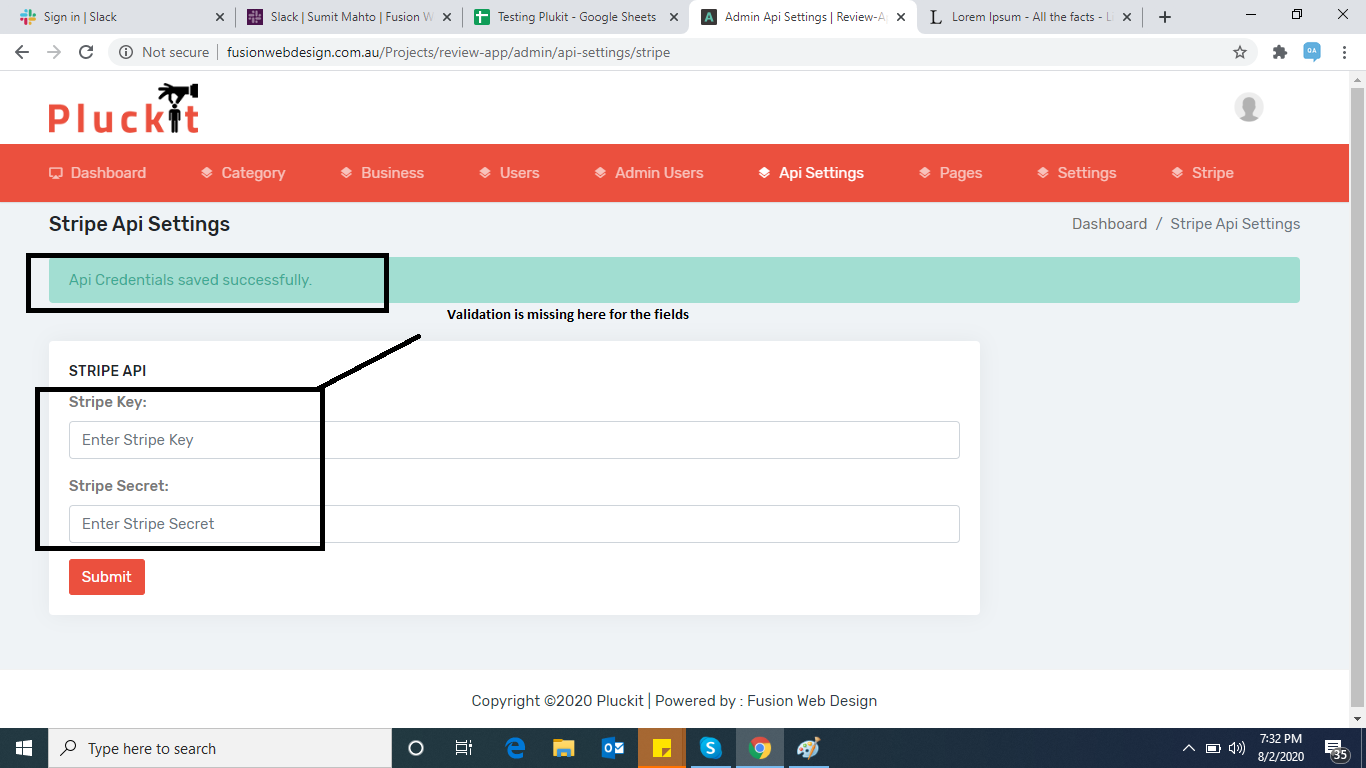 Sign in | Slack
Slack | Sumit Mahto | Fusion W
Testing Plukit - Google Sheets
Admin Api Settings | Review-A
Lorem Ipsum - All the facts - Li
Not secure | fusionwebdesign.com.au/Projects/review-app/admin/api-settings/stripe
Pluckit
Dashboard Category Business Users Admin Users Api Settings Pages Settings Stripe
Stripe Api Settings
Dashboard / Stripe Api Settings
Api Credentials saved successfully.
Validation is missing here for the fields
STRIPE API
Stripe Key:
Enter Stripe Key
Stripe Secret:
Enter Stripe Secret
Submit
Copyright ©2020 Pluckit | Powered by : Fusion Web Design
Type here to search
7:32 PM
8/2/2020
35